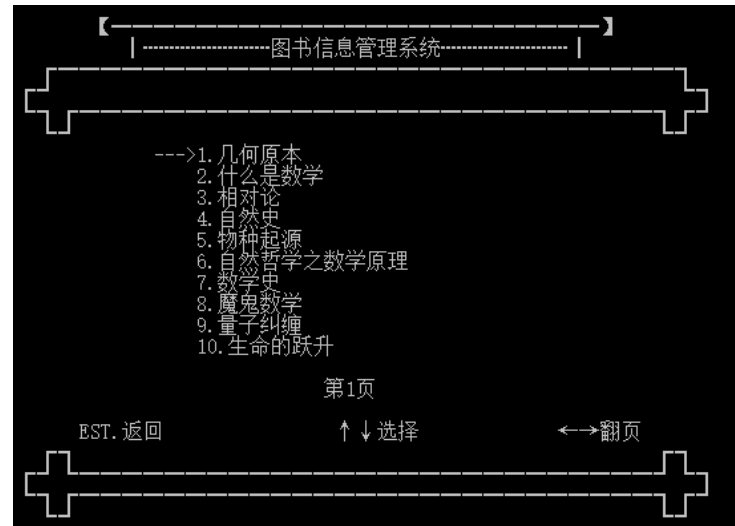 图书信息管理系统
--->1.几何原本
2.什么是数学
3.相对论
4.自然史
5.物种起源
6.自然哲学之数学原理
7.数学史
8.魔鬼数学
9.量子纠缠
10.生命的跃升
第1页
EST.返回 ↑↓选择 ←→翻页